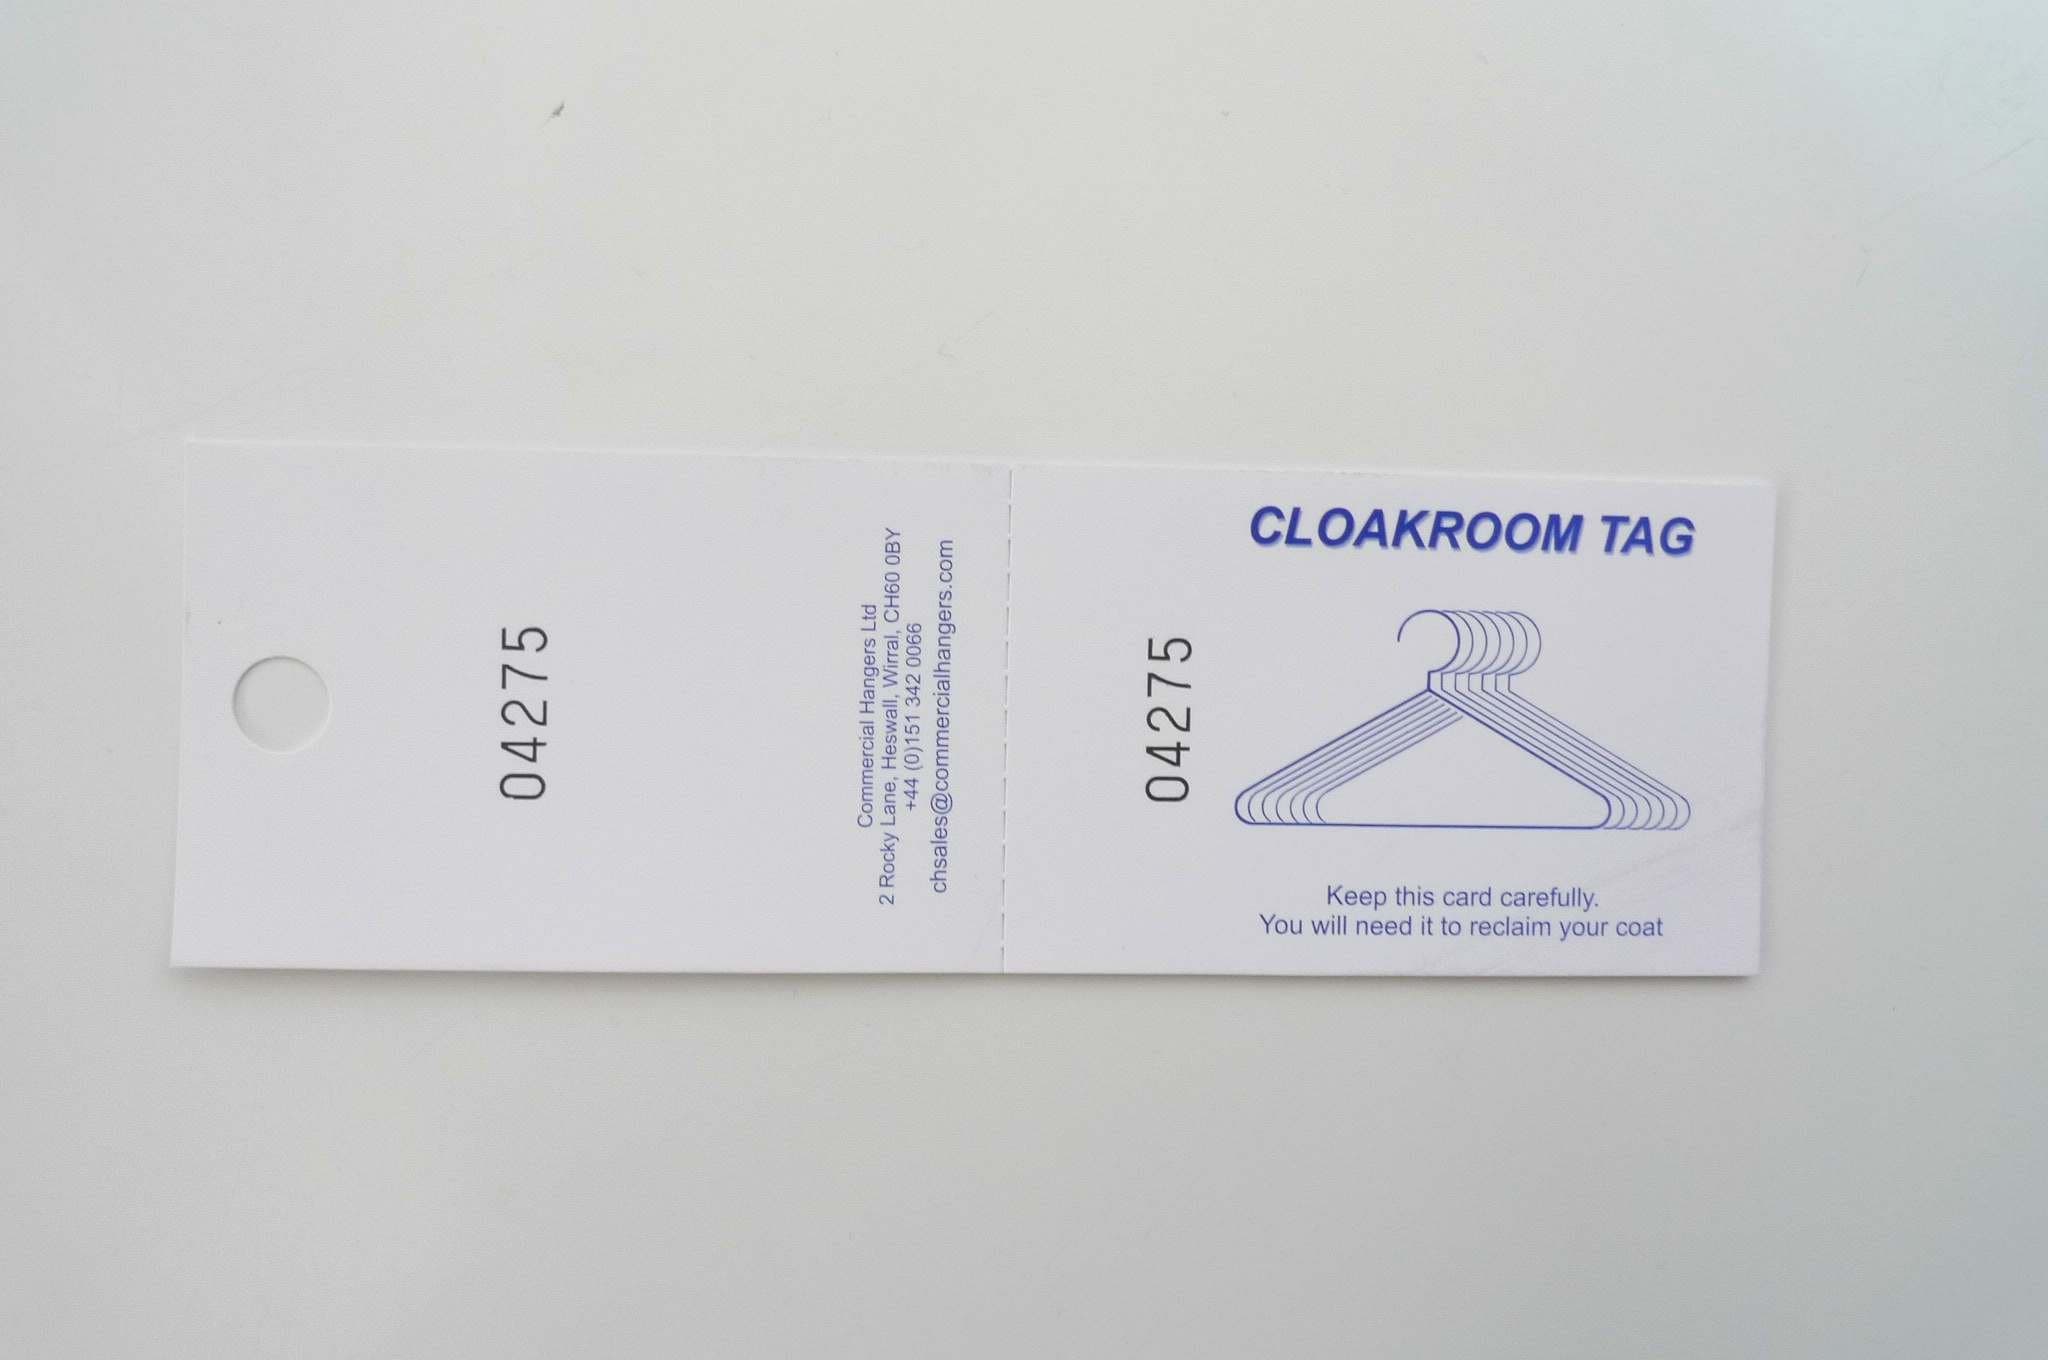 04275
Commercial Hangers Ltd
2 Rocky Lane, Heswall, Wirral, CH60 0BY
+44 (0)151 342 0066
chsales@commercialhangers.com
04275
CLOAKROOM TAG
Keep this card carefully.
You will need it to reclaim your coat